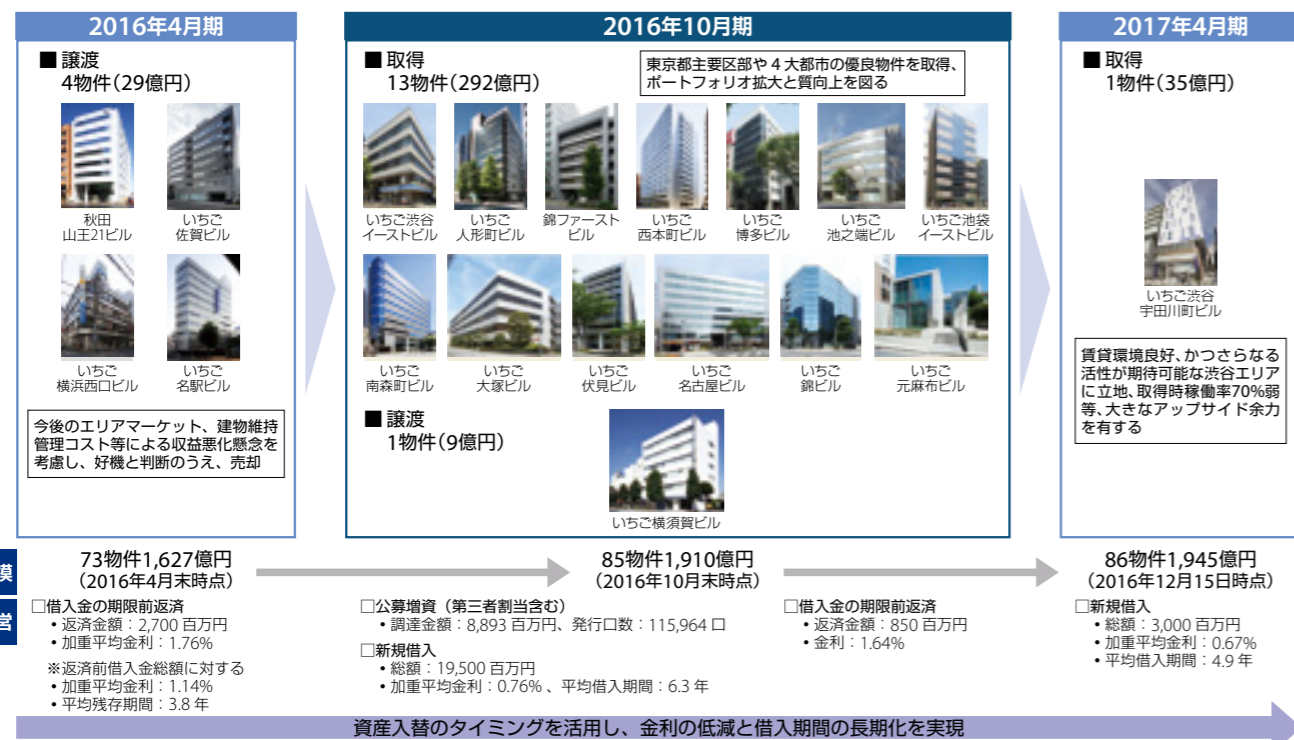 2016年4月期
■ 譲渡
4物件(29億円)
秋田
山王21ビル
いちご
佐賀ビル
いちご
横浜西口ビル
いちご
名駅ビル
今後のエリアマーケット、建物維持
管理コスト等による収益悪化懸念を
考慮し、好機と判断のうえ、売却
2016年10月期
■ 取得
13物件(292億円)
東京都主要区部や4大都市の優良物件を取得、
ポートフォリオ拡大と質向上を図る
いちご渋谷
イーストビル
いちご
人形町ビル
錦ファースト
ビル
いちご
西本町ビル
いちご
博多ビル
いちご
池之端ビル
いちご池袋
イーストビル
いちご
南森町ビル
いちご
大塚ビル
いちご
伏見ビル
いちご
名古屋ビル
いちご
錦ビル
いちご
元麻布ビル
■ 譲渡
1物件(9億円)
いちご横須賀ビル
2017年4月期
■ 取得
1物件(35億円)
いちご渋谷
宇田川町ビル
賃貸環境良好、かつさらなる
活性が期待可能な渋谷エリア
に立地、取得時稼働率70%弱
等、大きなアップサイド余力
を有する
模
73物件1,627億円
(2016年4月末時点)
85物件1,910億円
(2016年10月末時点)
86物件1,945億円
(2016年12月15日時点)
営
□借入金の期限前返済
• 返済金額：2,700 百万円
• 加重平均金利：1.76%
※返済前借入金総額に対する
• 加重平均金利：1.14%
• 平均残存期間：3.8 年
□公募増資（第三者割当含む）
• 調達金額：8,893 百万円、発行口数：115,964 口
□新規借入
• 総額：19,500 百万円
• 加重平均金利：0.76% 、平均借入期間：6.3 年
□借入金の期限前返済
• 返済金額：850 百万円
• 金利：1.64%
□新規借入
• 総額：3,000 百万円
• 加重平均金利：0.67%
• 平均借入期間：4.9 年
資産入替のタイミングを活用し、金利の低減と借入期間の長期化を実現